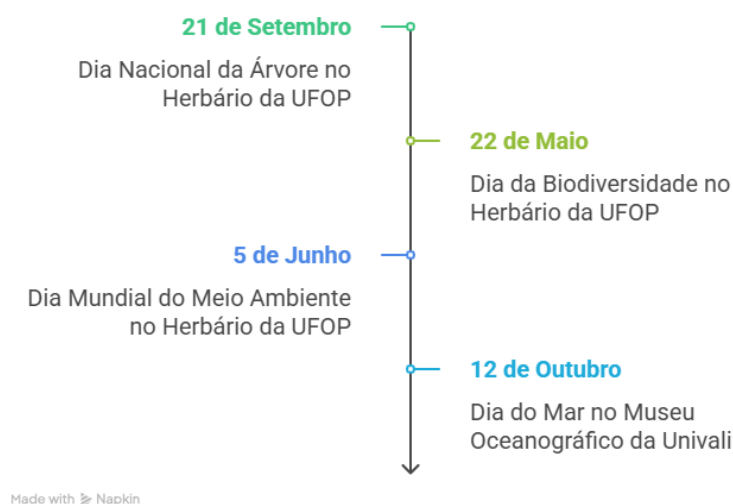 21 de Setembro
Dia Nacional da Árvore no
Herbário da UFOP
22 de Maio
Dia da Biodiversidade no
Herbário da UFOP
5 de Junho
Dia Mundial do Meio Ambiente
no Herbário da UFOP
12 de Outubro
Dia do Mar no Museu
Oceanográfico da Univali
Made with Napkin